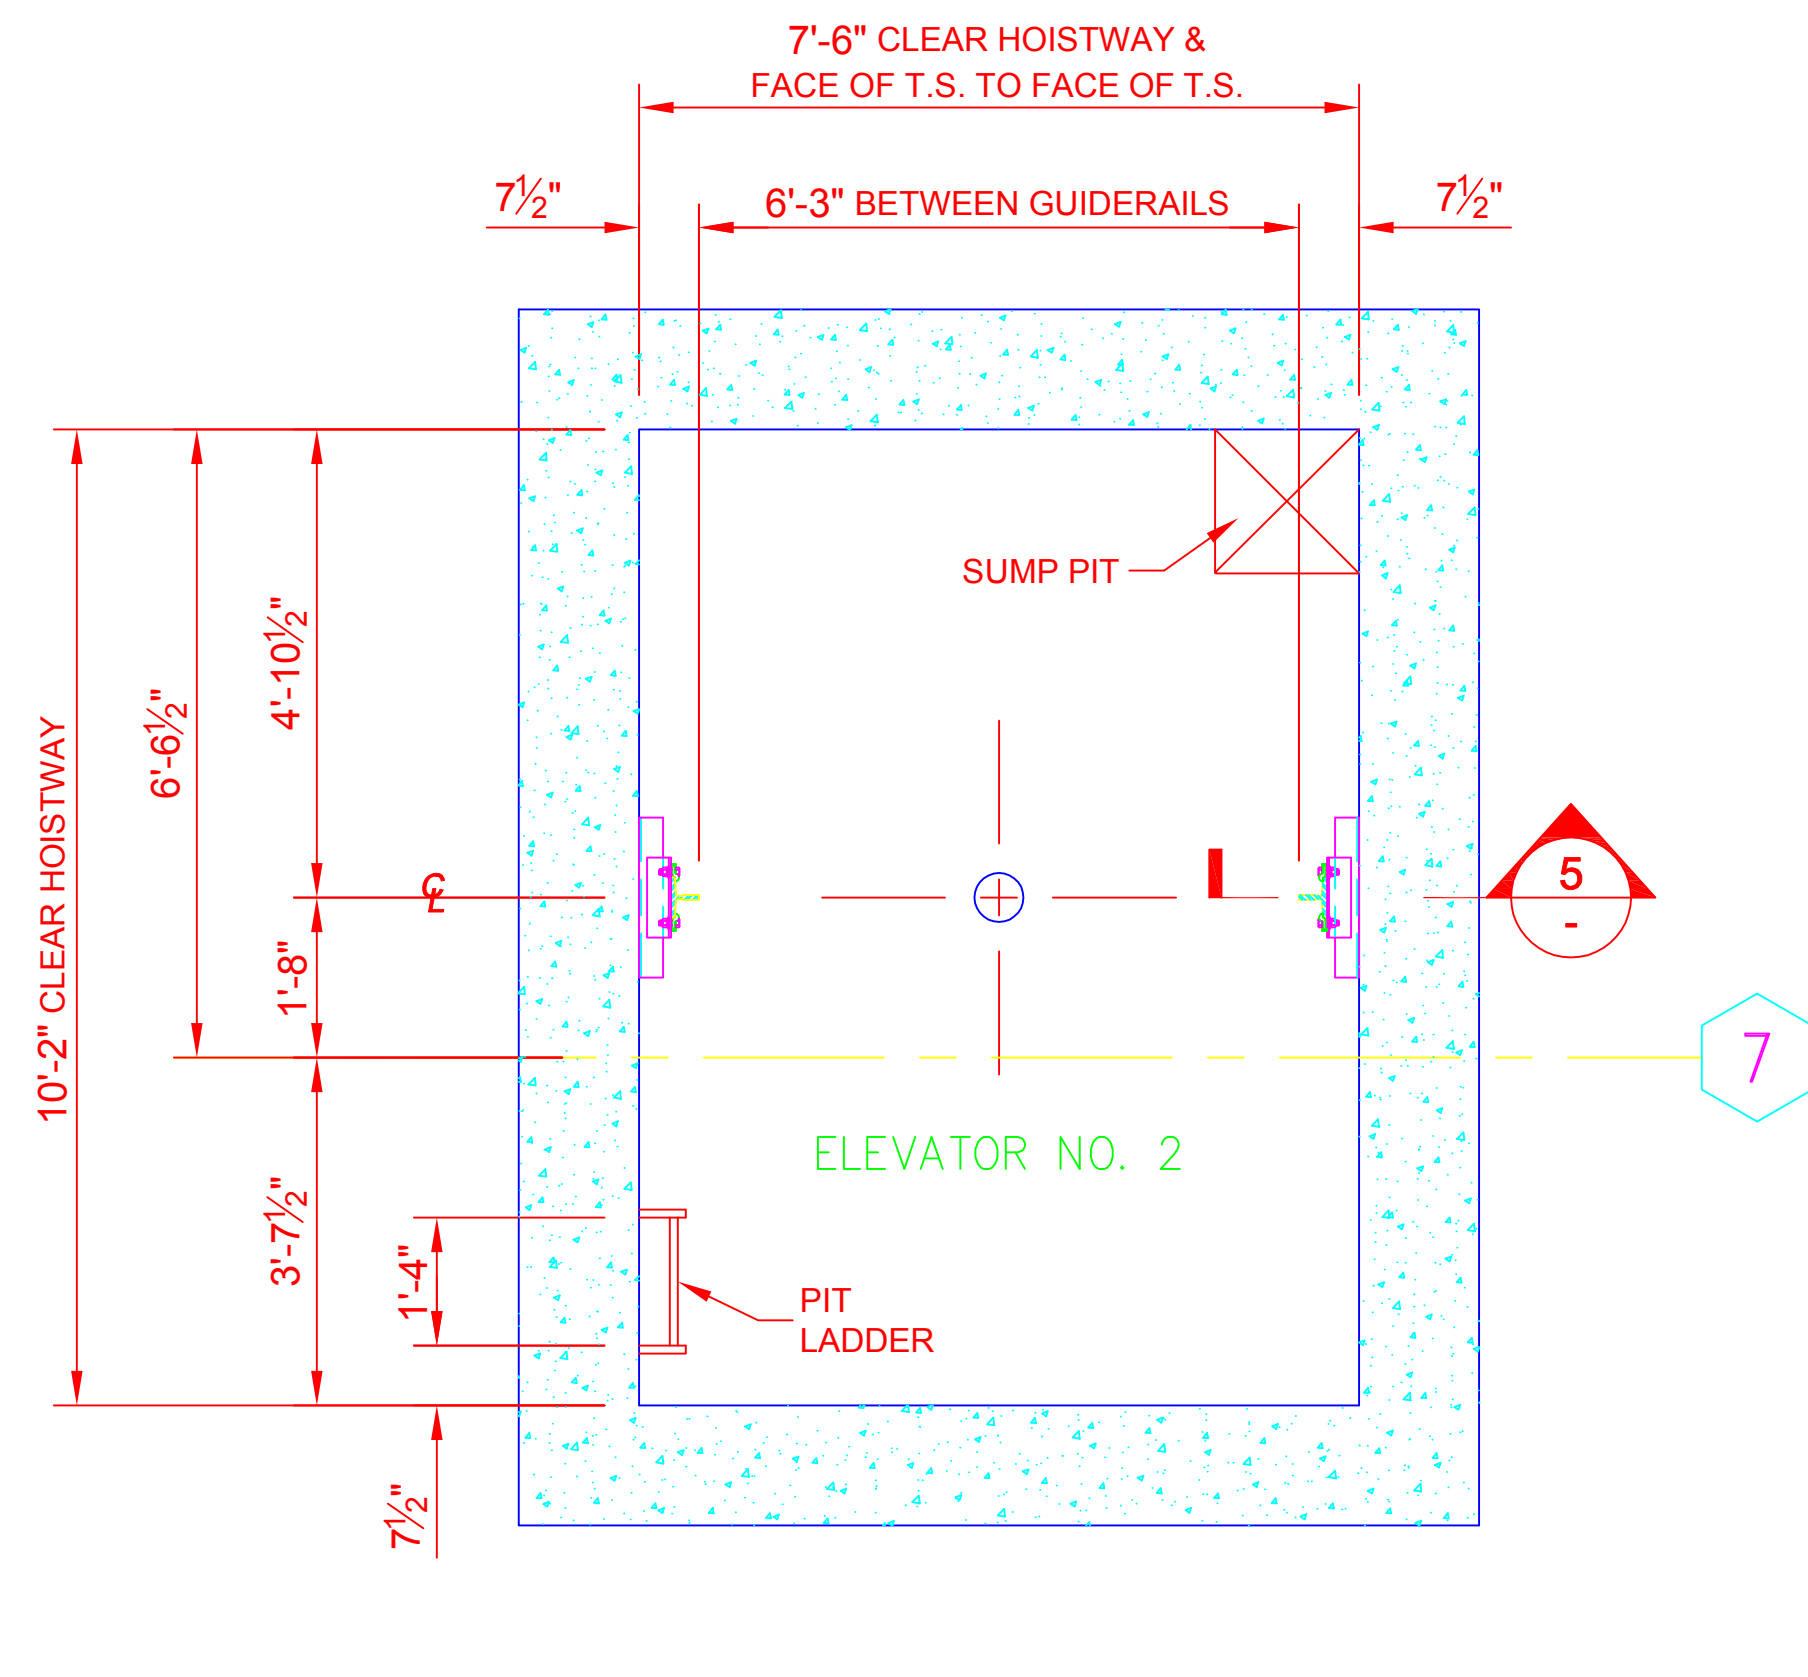 7'-6" CLEAR HOISTWAY &
FACE OF T.S. TO FACE OF T.S.
7½"
6'-3" BETWEEN GUIDERAILS
7½"
10'-2" CLEAR HOISTWAY
6'-6½"
4'-10½"
SUMP PIT
℄
5
-
1'-8"
7
ELEVATOR NO. 2
3'-7½"
1'-4"
PIT
LADDER
7½"